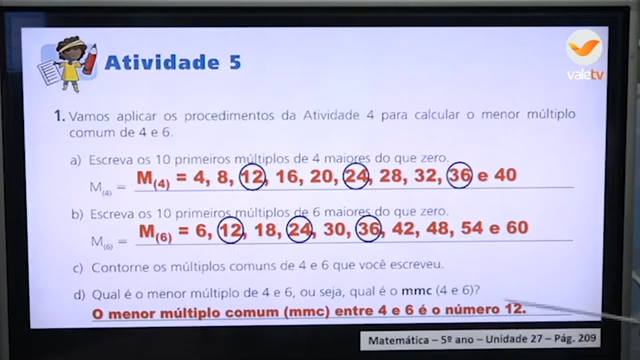 Atividade 5
valetv
1. Vamos aplicar os procedimentos da Atividade 4 para calcular o menor múltiplo
comum de 4 e 6.
a) Escreva os 10 primeiros múltiplos de 4 maiores do que zero.
M(4) = M(4) = 4, 8, 12, 16, 20, 24, 28, 32, 36 e 40
b) Escreva os 10 primeiros múltiplos de 6 maiores do que zero.
M(6) = M(6) = 6, 12, 18, 24, 30, 36, 42, 48, 54 e 60
c) Contorne os múltiplos comuns de 4 e 6 que você escreveu.
d) Qual é o menor múltiplo de 4 e 6, ou seja, qual é o mmc (4 e 6)?
O menor múltiplo comum (mmc) entre 4 e 6 é o número 12.
Matemática – 5º ano – Unidade 27 – Pág. 209